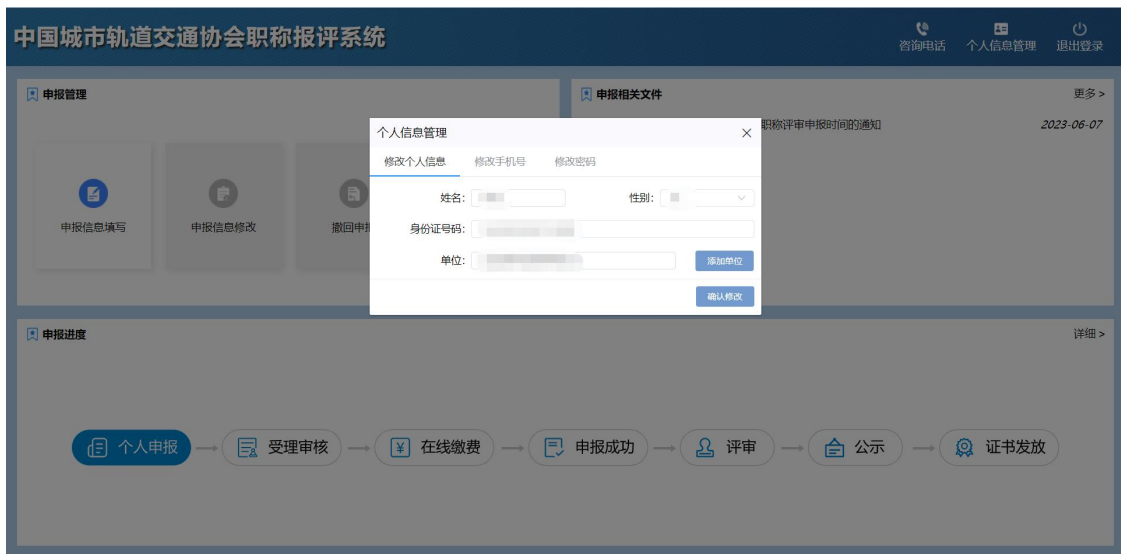 中国城市轨道交通协会职称报评系统
咨询电话 个人信息管理 退出登录
申报管理
申报信息填写 申报信息修改 撤回申
申报相关文件 更多 >
职称评审申报时间的通知 2023-06-07
个人信息管理
修改个人信息 修改手机号 修改密码
姓名: 性别:
身份证号码:
单位: 添加单位
确认修改
申报进度 详细 >
个人申报 受理审核 在线缴费 申报成功 评审 公示 证书发放